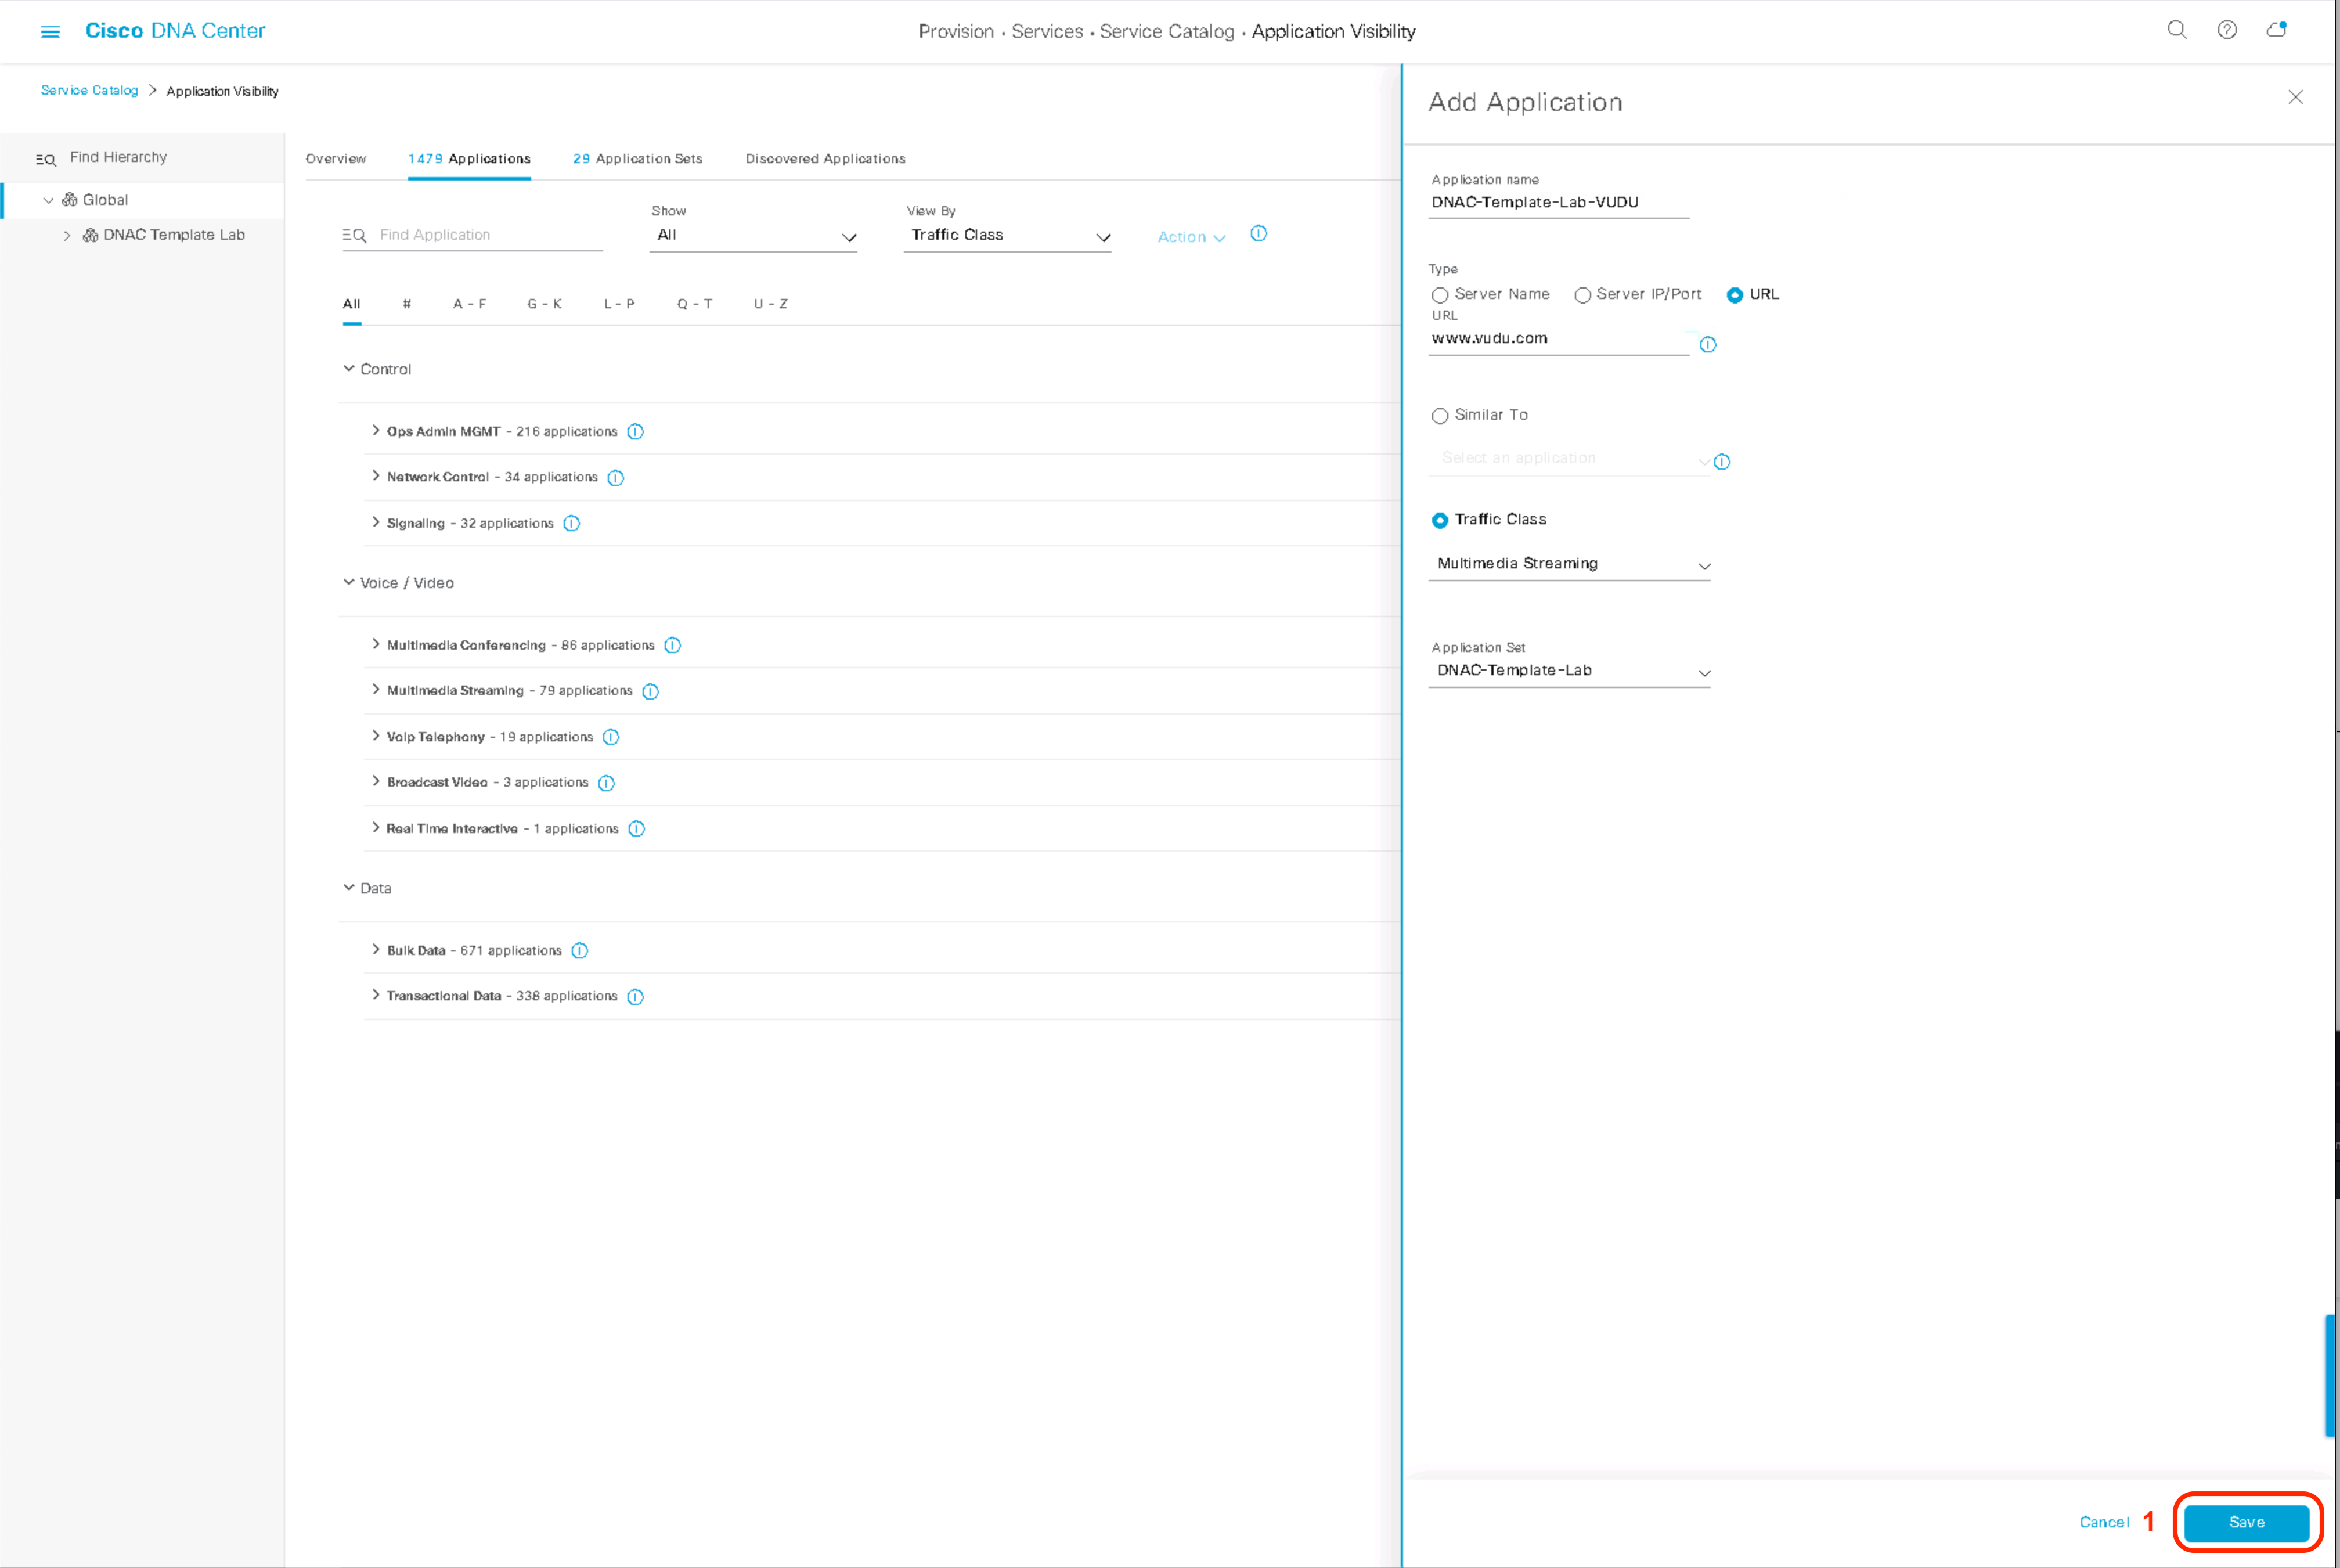 Cisco DNA Center
Provision • Services • Service Catalog • Application Visibility
Service Catalog > Application Visibility
Find Hierarchy
Global
DNAC Template Lab
Overview 1479 Applications 29 Application Sets Discovered Applications
Show
View By
Find Application All Traffic Class Action
All # A - F G - K L - P Q - T U - Z
Control
Ops Admin MGMT - 216 applications
Network Control - 34 applications
Signaling - 32 applications
Voice / Video
Multimedia Conferencing - 86 applications
Multimedia Streaming - 79 applications
Voip Telephony - 19 applications
Broadcast Video - 3 applications
Real Time Interactive - 1 applications
Data
Bulk Data - 671 applications
Transactional Data - 338 applications
Add Application
Application name
DNAC-Template-Lab-VUDU
Type
Server Name Server IP/Port URL
URL
www.vudu.com
Similar To
Select an application
Traffic Class
Multimedia Streaming
Application Set
DNAC-Template-Lab
Cancel 1 Save